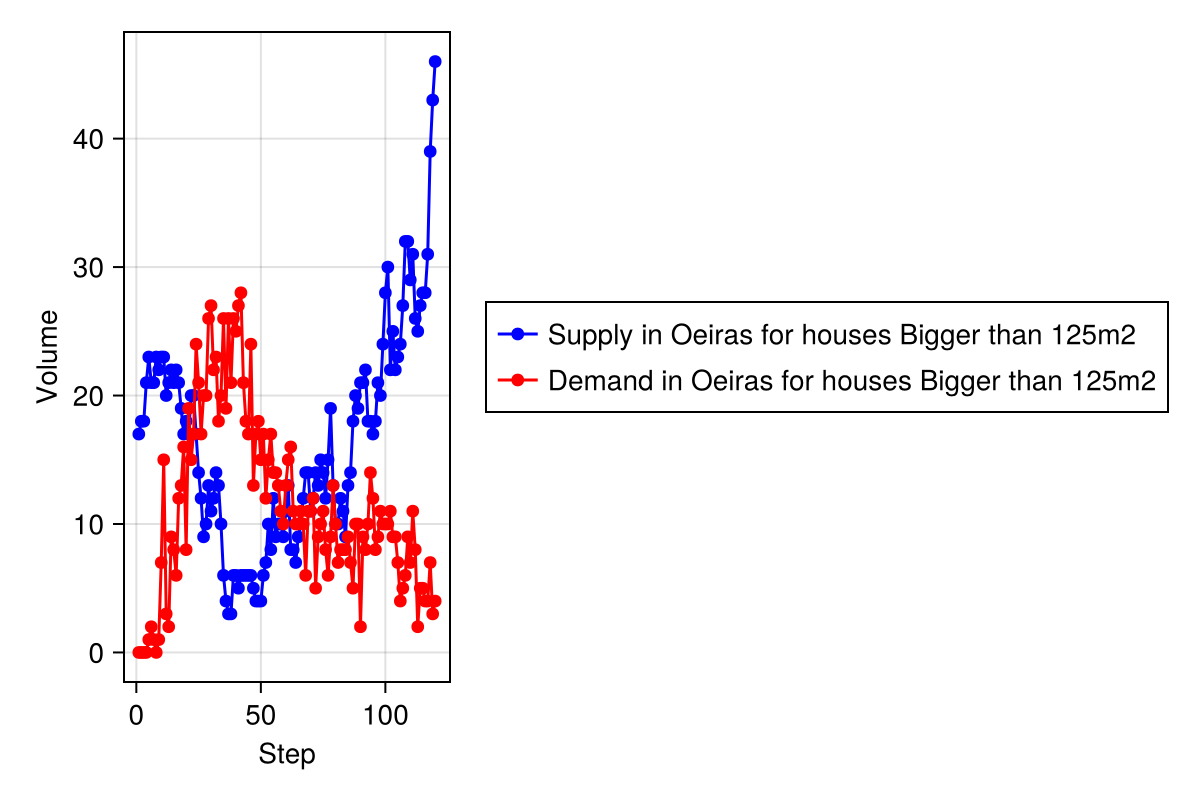 Volume
40
30
20
10
0
0 50 100
Step
Supply in Oeiras for houses Bigger than 125m2
Demand in Oeiras for houses Bigger than 125m2